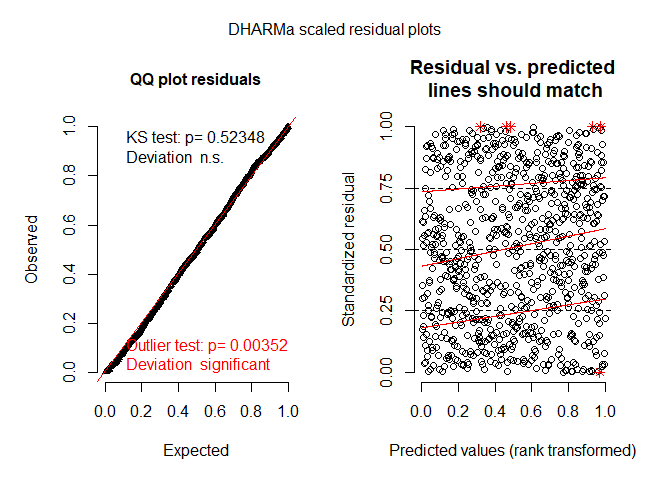 DHARMa scaled residual plots
QQ plot residuals
KS test: p= 0.52348
Deviation n.s.
Outlier test: p= 0.00352
Deviation significant
Observed
0.0 0.2 0.4 0.6 0.8 1.0
0.0 0.2 0.4 0.6 0.8 1.0
Expected
Residual vs. predicted
lines should match
Standardized residual
0.00 0.25 0.50 0.75 1.00
0.0 0.2 0.4 0.6 0.8 1.0
Predicted values (rank transformed)